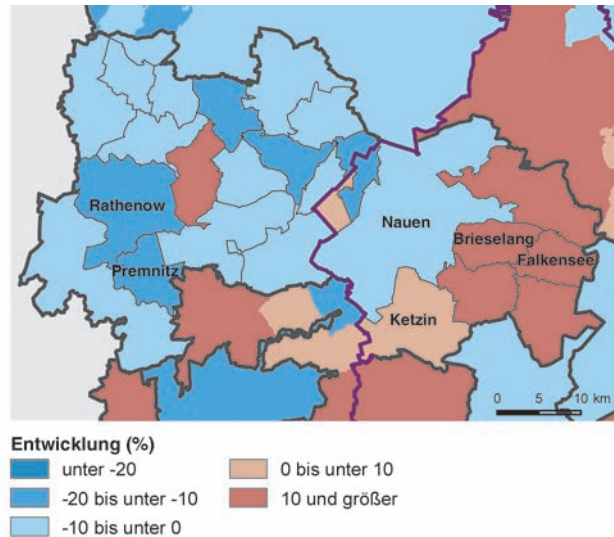 Rathenow
Premnitz
Nauen
Brieselang
Falkensee
Ketzin
0 5 10 km
Entwicklung (%)
unter -20
-20 bis unter -10
-10 bis unter 0
0 bis unter 10
10 und größer